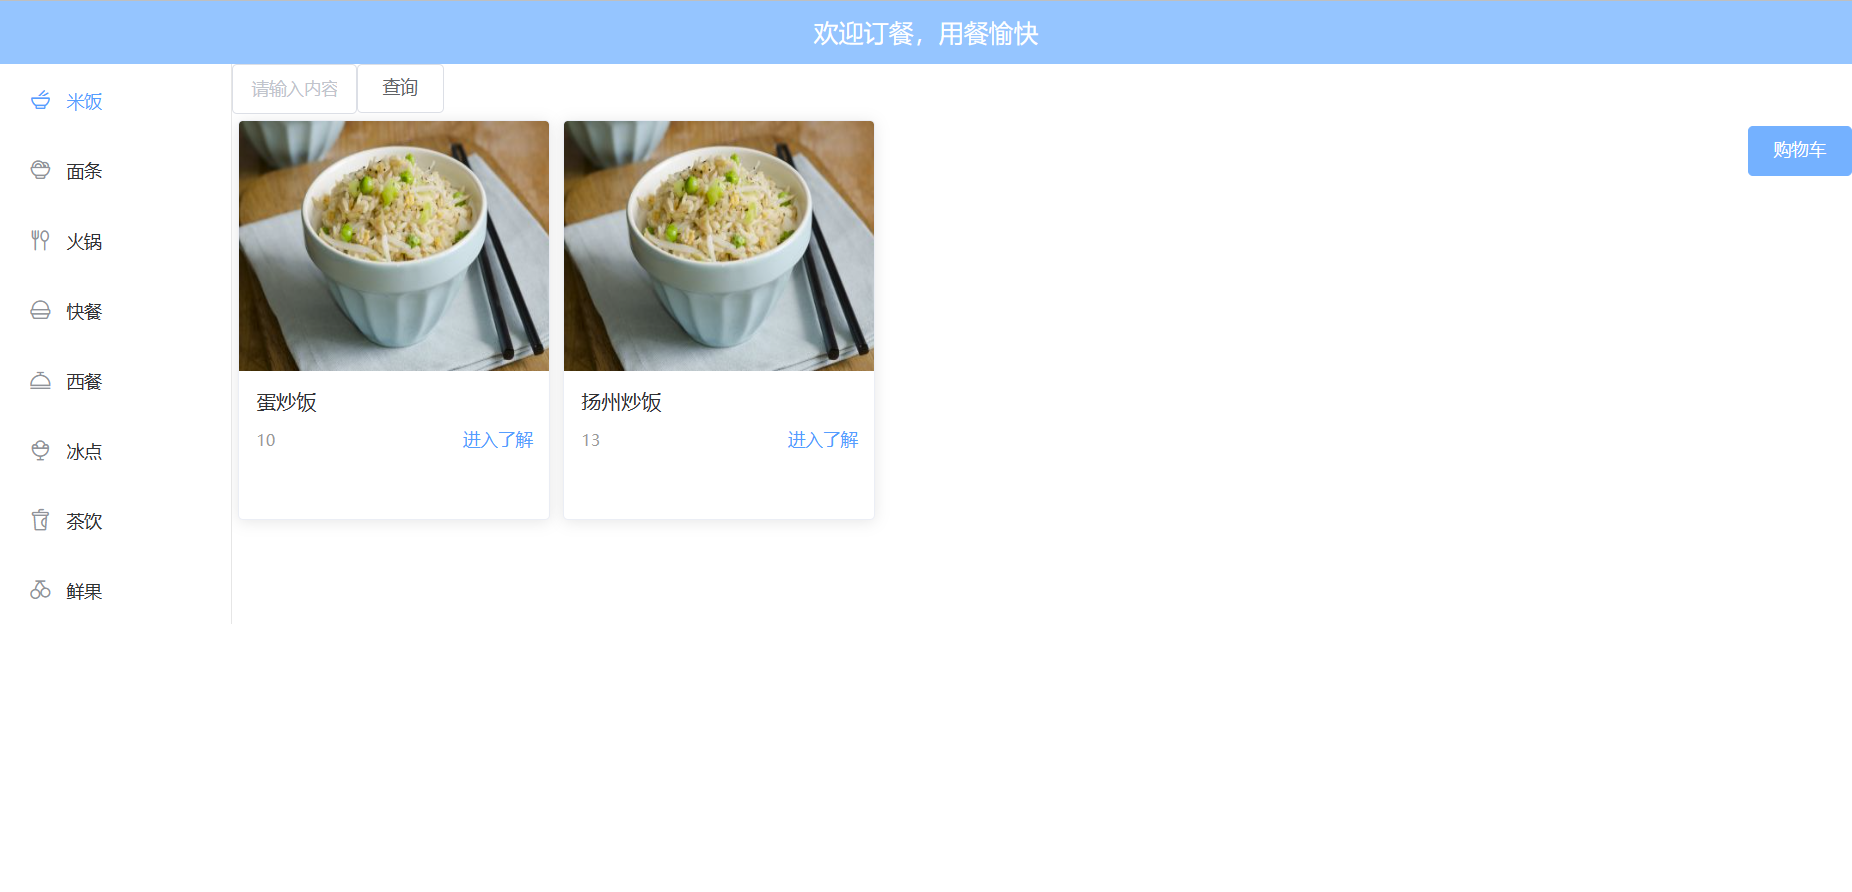 欢迎订餐，用餐愉快
米饭
面条
火锅
快餐
西餐
冰点
茶饮
鲜果
请输入内容
查询
购物车
蛋炒饭
10
进入了解
扬州炒饭
13
进入了解